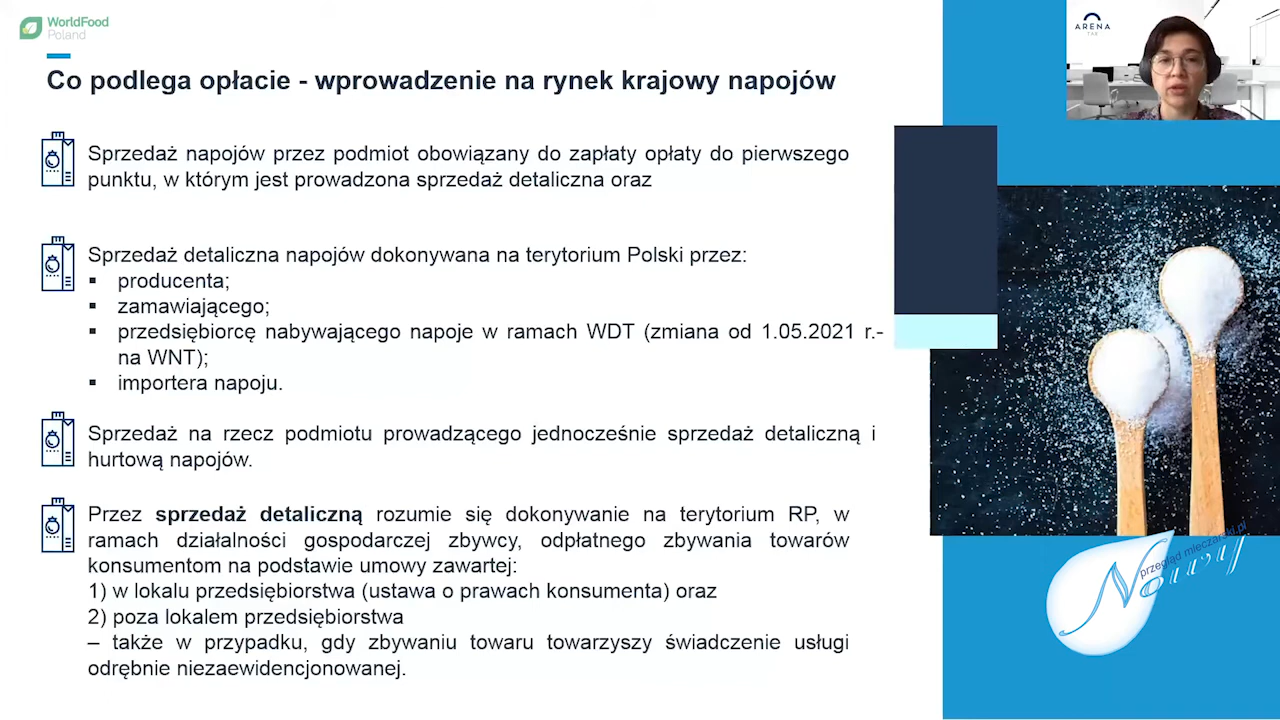 WorldFood
Poland
ARENA
TAX
Co podlega opłacie - wprowadzenie na rynek krajowy napojów
Sprzedaż napojów przez podmiot obowiązany do zapłaty opłaty do pierwszego
punktu, w którym jest prowadzona sprzedaż detaliczna oraz
Sprzedaż detaliczna napojów dokonywana na terytorium Polski przez:
▪ producenta;
▪ zamawiającego;
▪ przedsiębiorcę nabywającego napoje w ramach WDT (zmiana od 1.05.2021 r.-
na WNT);
▪ importera napoju.
Sprzedaż na rzecz podmiotu prowadzącego jednocześnie sprzedaż detaliczną i
hurtową napojów.
Przez sprzedaż detaliczną rozumie się dokonywanie na terytorium RP, w
ramach działalności gospodarczej zbywcy, odpłatnego zbywania towarów
konsumentom na podstawie umowy zawartej:
1) w lokalu przedsiębiorstwa (ustawa o prawach konsumenta) oraz
2) poza lokalem przedsiębiorstwa
– także w przypadku, gdy zbywaniu towaru towarzyszy świadczenie usługi
odrębnie niezaewidencjonowanej.
przegląd mleczarski.pl
Nowy